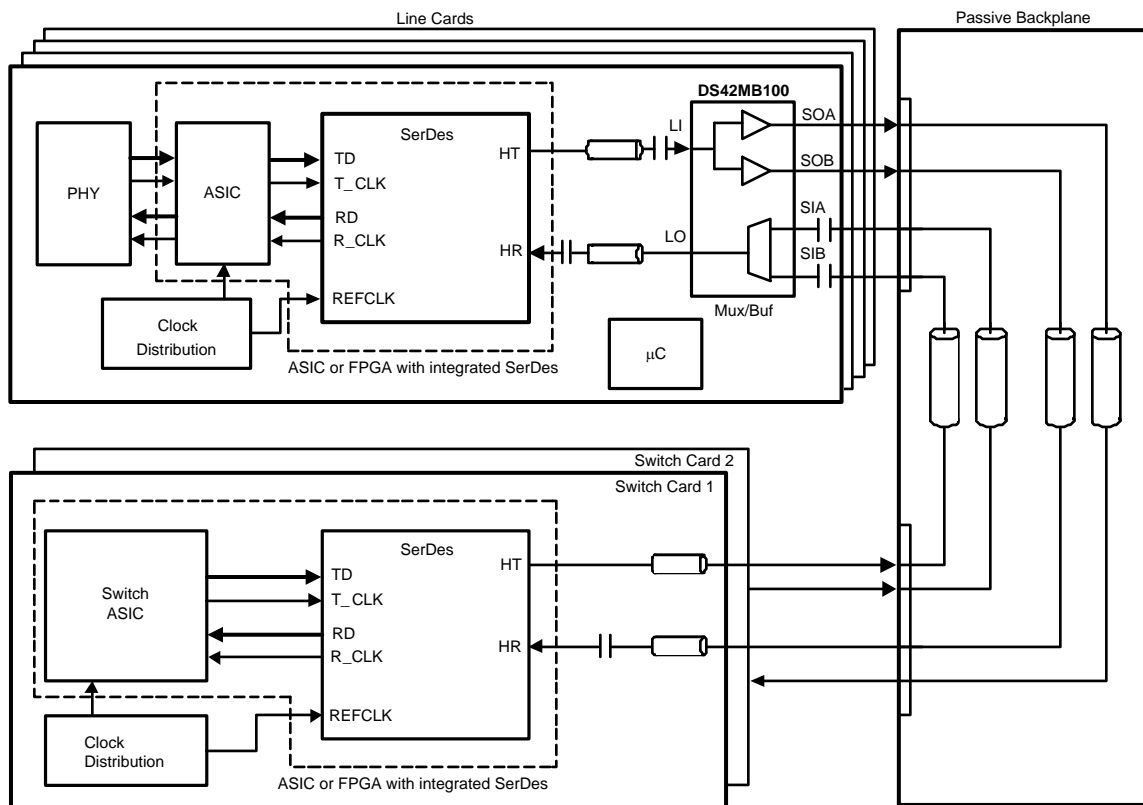 Line Cards
Passive Backplane
DS42MB100
SerDes
PHY
ASIC
TD
T_CLK
RD
R_CLK
REFCLK
HT
HR
LI
LO
SOA
SOB
SIA
SIB
Mux/Buf
Clock
Distribution
ASIC or FPGA with integrated SerDes
μC
Switch Card 2
Switch Card 1
SerDes
Switch
ASIC
TD
T_CLK
RD
R_CLK
REFCLK
HT
HR
Clock
Distribution
ASIC or FPGA with integrated SerDes